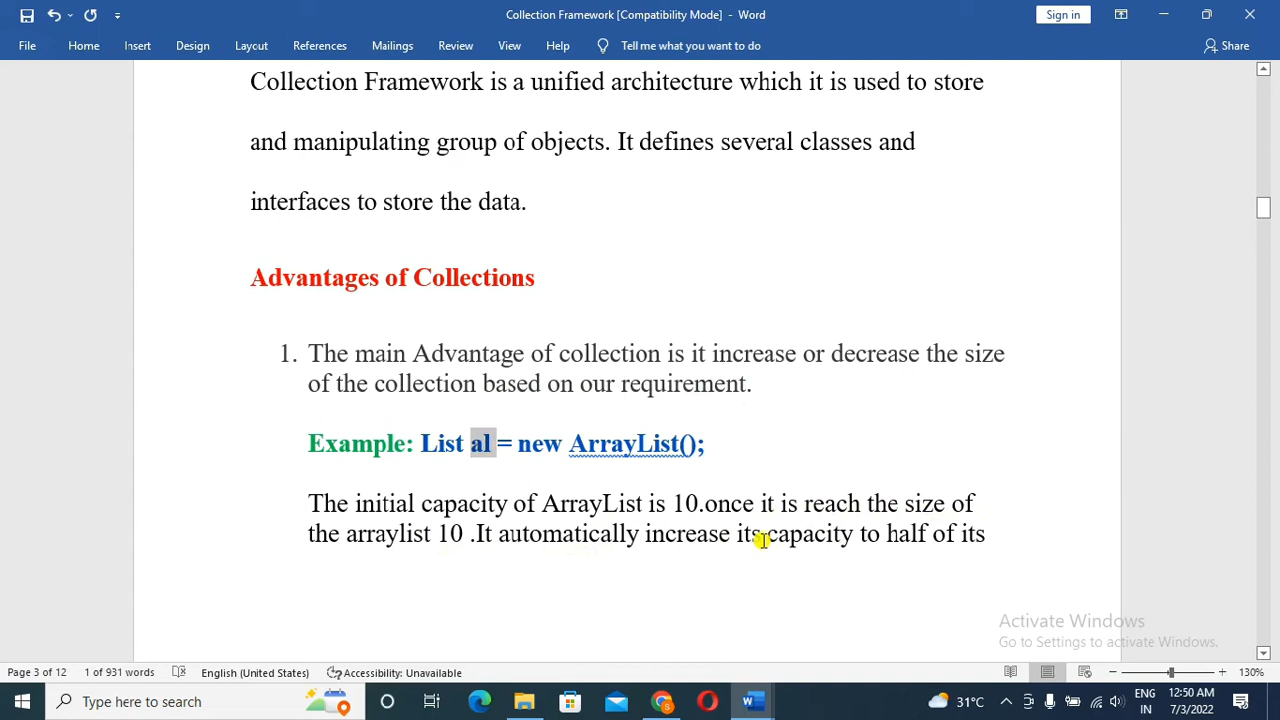 Collection Framework [Compatibility Mode] - Word
Sign in
File Home Insert Design Layout References Mailings Review View Help Tell me what you want to do Share
Collection Framework is a unified architecture which it is used to store
and manipulating group of objects. It defines several classes and
interfaces to store the data.
Advantages of Collections
1. The main Advantage of collection is it increase or decrease the size
of the collection based on our requirement.
Example: List al = new ArrayList();
The initial capacity of ArrayList is 10.once it is reach the size of
the arraylist 10 .It automatically increase its capacity to half of its
Activate Windows
Go to Settings to activate Windows.
Page 3 of 12 1 of 931 words English (United States) Accessibility: Unavailable 130%
Type here to search 31°C ENG 12:50 AM
IN 7/3/2022